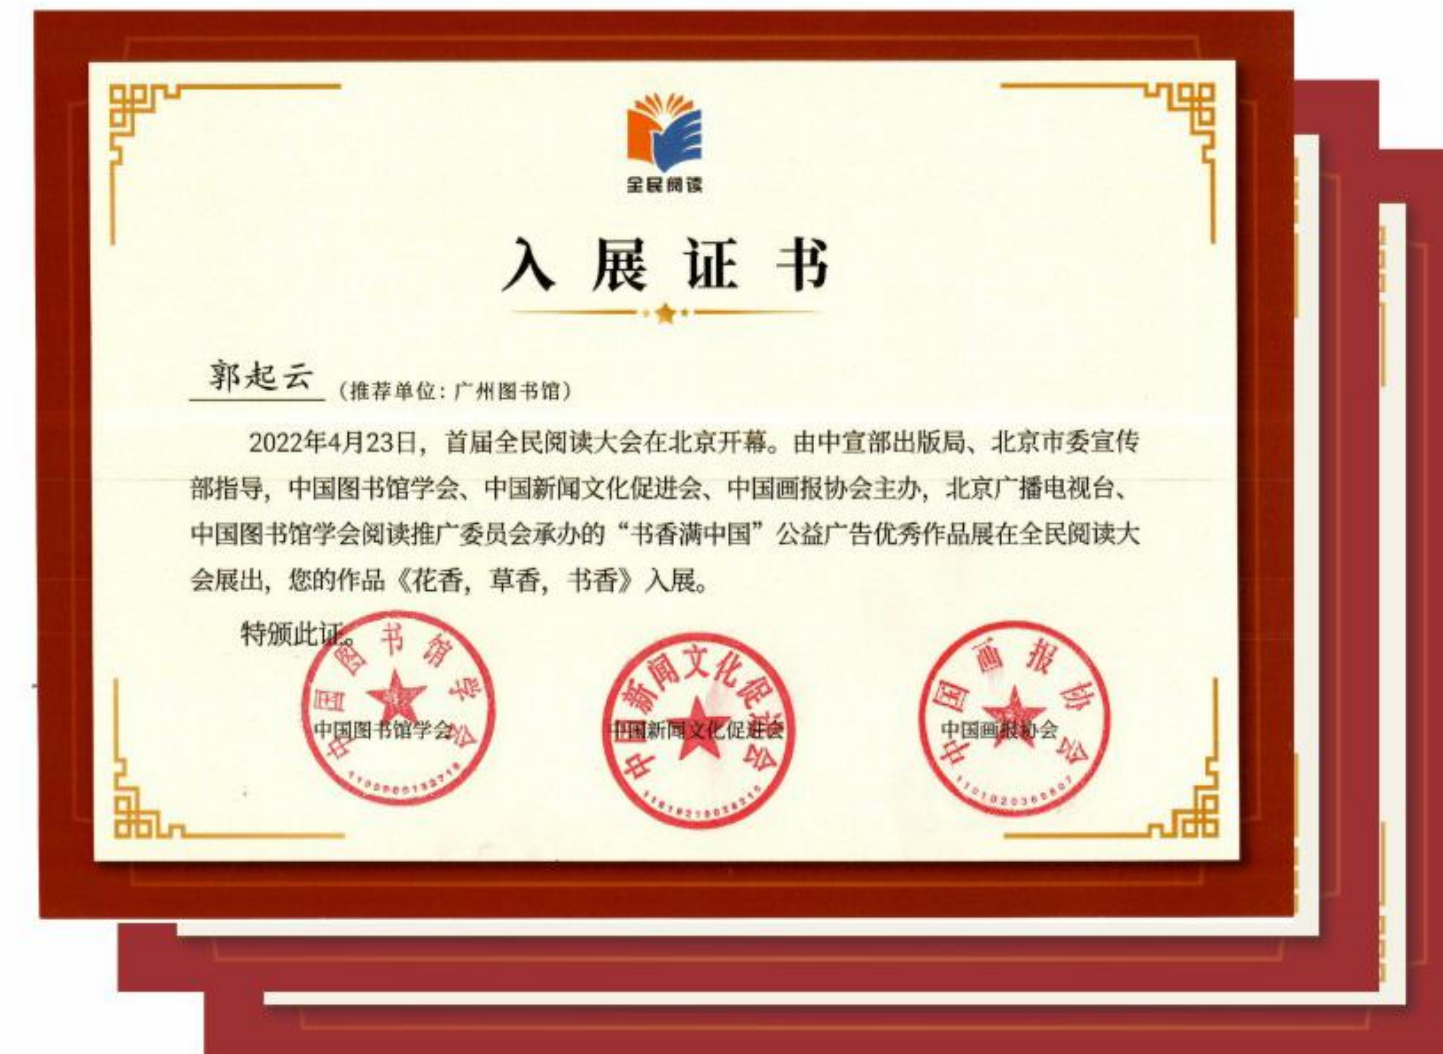 全民阅读
入展证书
郭起云（推荐单位：广州图书馆）
2022年4月23日，首届全民阅读大会在北京开幕。由中宣部出版局、北京市委宣传
部指导，中国图书馆学会、中国新闻文化促进会、中国画报协会主办，北京广播电视台、
中国图书馆学会阅读推广委员会承办的“书香满中国”公益广告优秀作品展在全民阅读大
会展出，您的作品《花香，草香，书香》入展。
特颁此证。
中国图书馆学会
中国图书馆学会
中国新闻文化促进会
中国新闻文化促进会
中国画报协会
中国画报协会